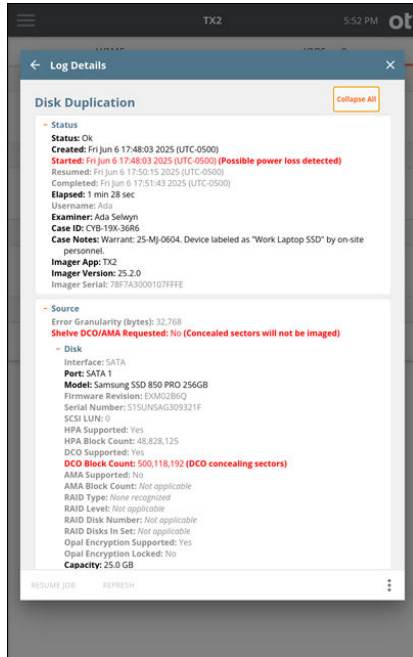 TX2
5:52 PM
ot
← Log Details
×
Disk Duplication
Collapse All
- Status
Status: Ok
Created: Fri Jun 6 17:48:03 2025 (UTC-0500)
Started: Fri Jun 6 17:48:03 2025 (UTC-0500) (Possible power loss detected)
Resumed: Fri Jun 6 17:50:15 2025 (UTC-0500)
Completed: Fri Jun 6 17:51:43 2025 (UTC-0500)
Elapsed: 1 min 28 sec
Username: Ada
Examiner: Ada Selwyn
Case ID: CYB-19X-36R6
Case Notes: Warrant: 25-MJ-0604. Device labeled as "Work Laptop SSD" by on-site
personnel.
Imager App: TX2
Imager Version: 25.2.0
Imager Serial: 78F7A3000107FFFE
- Source
Error Granularity (bytes): 32,768
Shelve DCO/AMA Requested: No (Concealed sectors will not be imaged)
- Disk
Interface: SATA
Port: SATA 1
Model: Samsung SSD 850 PRO 256GB
Firmware Revision: EXM02B6Q
Serial Number: S1SUNSAG309321F
SCSI LUN: 0
HPA Supported: Yes
HPA Block Count: 48,828,125
DCO Supported: Yes
DCO Block Count: 500,118,192 (DCO concealing sectors)
AMA Supported: No
AMA Block Count: Not applicable
RAID Type: None recognized
RAID Level: Not applicable
RAID Disk Number: Not applicable
RAID Disks In Set: Not applicable
Opal Encryption Supported: Yes
Opal Encryption Locked: No
Capacity: 25.0 GB
RESUME JOB
REFRESH